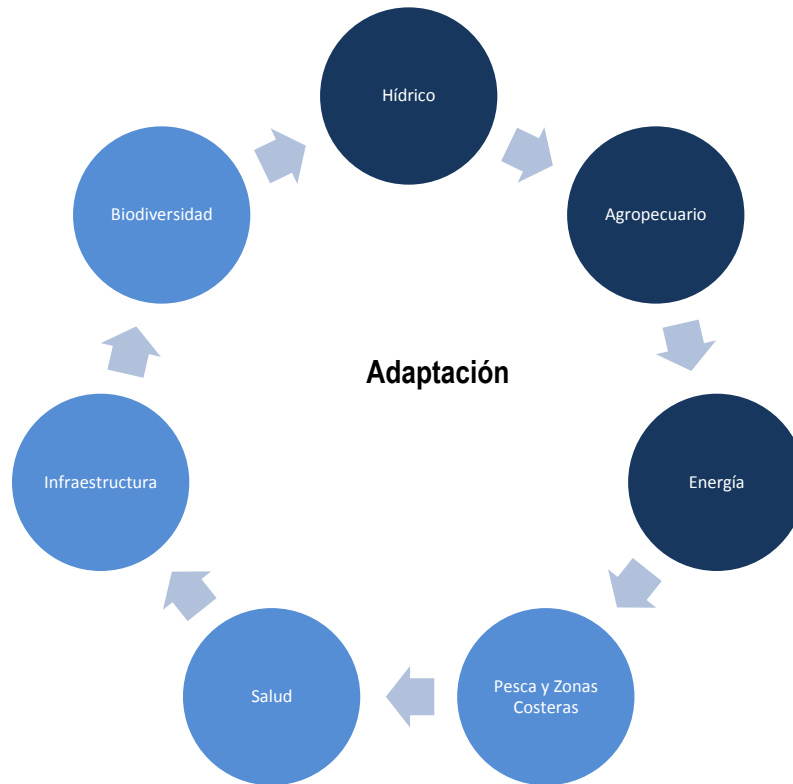 Hídrico
Agropecuario
Energía
Pesca y Zonas
Costeras
Salud
Infraestructura
Biodiversidad
Adaptación